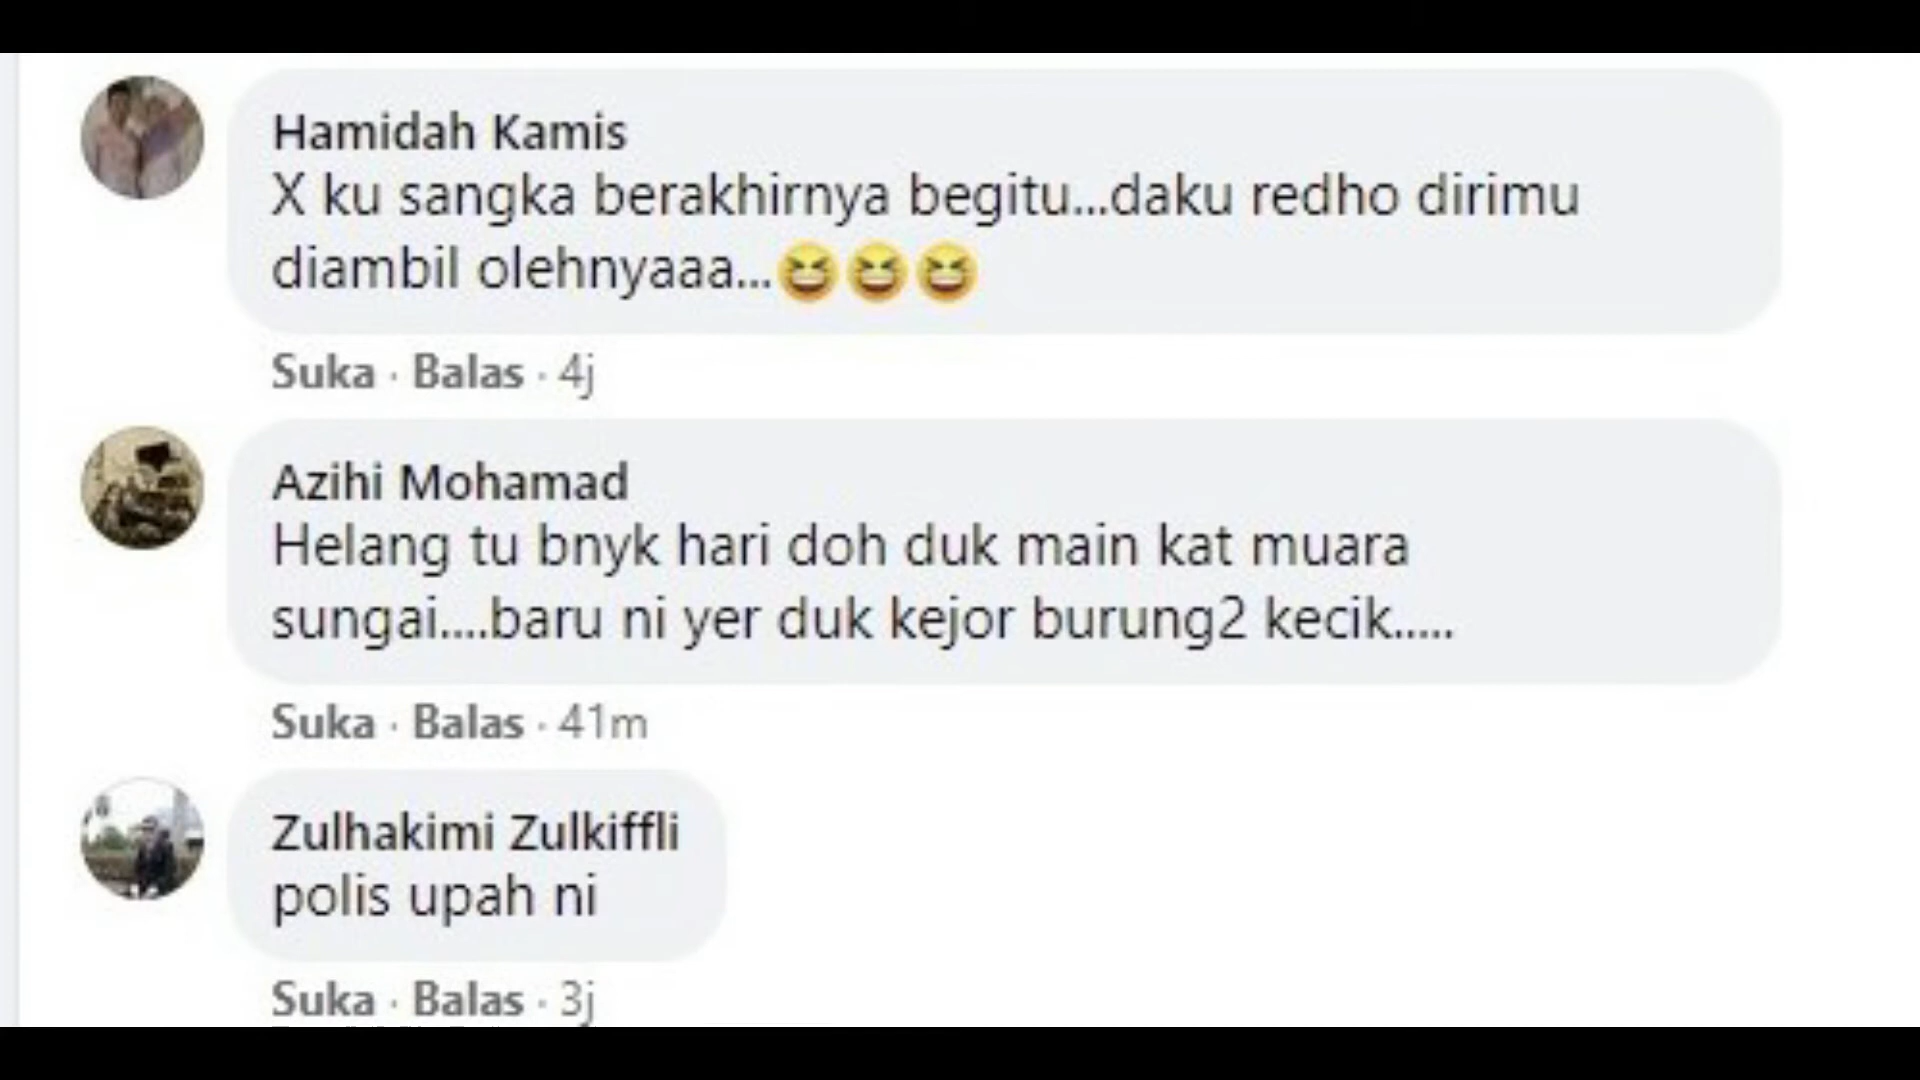 Hamidah Kamis
X ku sangka berakhirnya begitu...daku redho dirimu
diambil olehnyaaa...😆😆😆
Suka · Balas · 4j
Azihi Mohamad
Helang tu bnyk hari doh duk main kat muara
sungai....baru ni yer duk kejor burung2 kecik.....
Suka · Balas · 41m
Zulhakimi Zulkiffli
polis upah ni
Suka · Balas · 3j